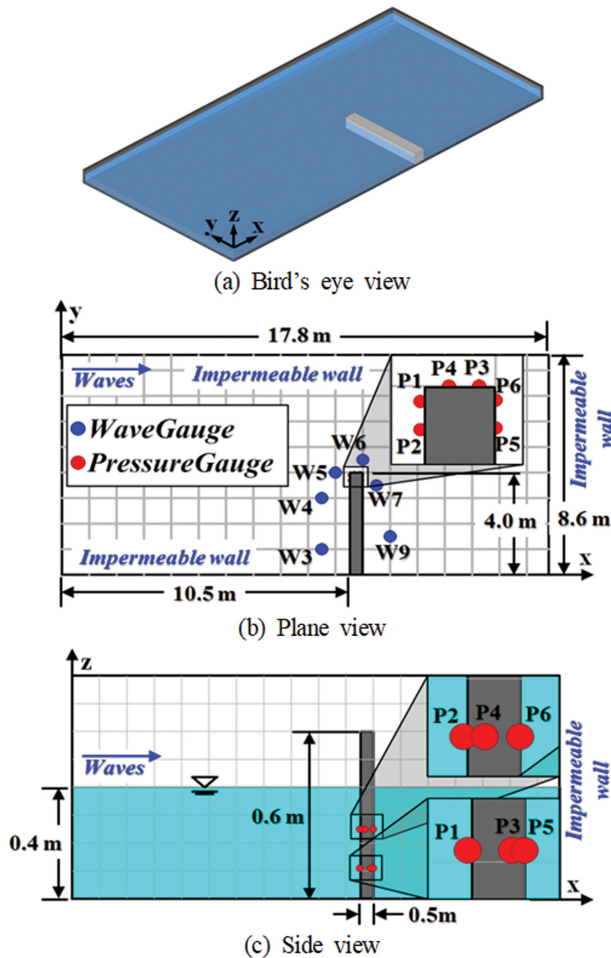 z
y
x
(a) Bird's eye view
y
17.8 m
Waves
Impermeable wall
P4 P3
P1
P6
P2
P5
WaveGauge
PressureGauge
W6
W5
W7
W4
W3
W9
4.0 m
8.6 m
Impermeable wall
Impermeable wall
x
10.5 m
(b) Plane view
z
Waves
P2 P4 P6
0.6 m
0.4 m
P1 P3 P5
Impermeable wall
x
0.5m
(c) Side view